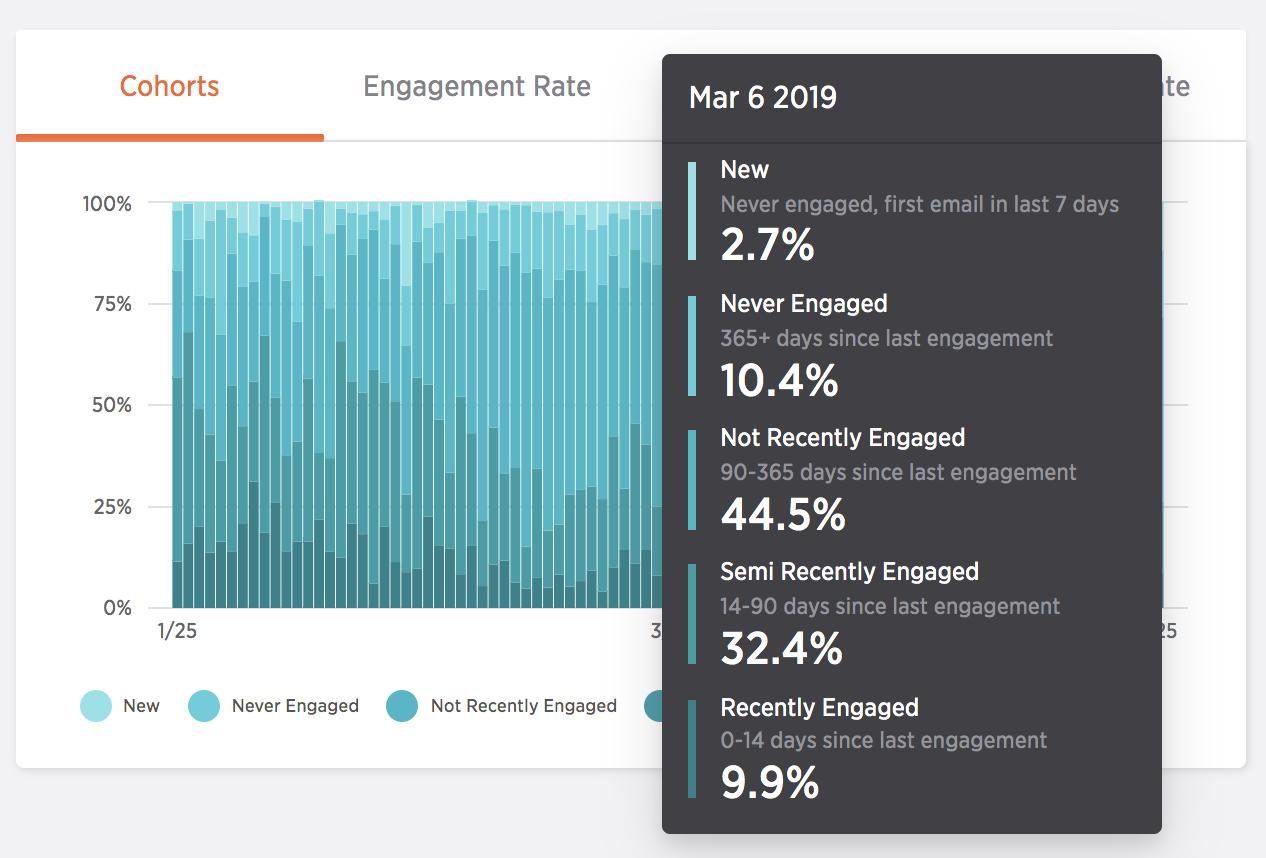 Cohorts
Engagement Rate
Mar 6 2019
New
Never engaged, first email in last 7 days
2.7%
Never Engaged
365+ days since last engagement
10.4%
Not Recently Engaged
90-365 days since last engagement
44.5%
Semi Recently Engaged
14-90 days since last engagement
32.4%
Recently Engaged
0-14 days since last engagement
9.9%
100%
75%
50%
25%
0%
1/25
New
Never Engaged
Not Recently Engaged